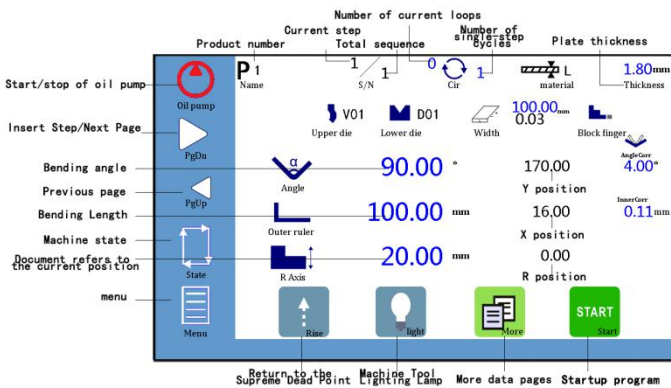 Number of current loops
Current step
Number of
single-step
cycles
Product number
Total sequence
Plate thickness
P 1
Name
1
1
S/N
0
Cir
1
L
material
1.80mm
Thickness
Start/stop of oil pump
Oil pump
V01
Upper die
D01
Lower die
Width
100.00mm
0.03
Block finger
Insert Step/Next Page
PgDn
Bending angle
α
Angle
90.00 °
170.00
Y position
AngleCorr
4.00°
Previous page
PgUp
Bending Length
Outer ruler
100.00 mm
16.00
X position
InnerCorr
0.11mm
Machine state
Document refers to
the current position
State
R Axis
20.00 mm
0.00
R position
menu
Menu
Rise
light
More
START
Start
Return to the
Supreme Dead Point
Machine Tool
Lighting Lamp
More data pages
Startup program